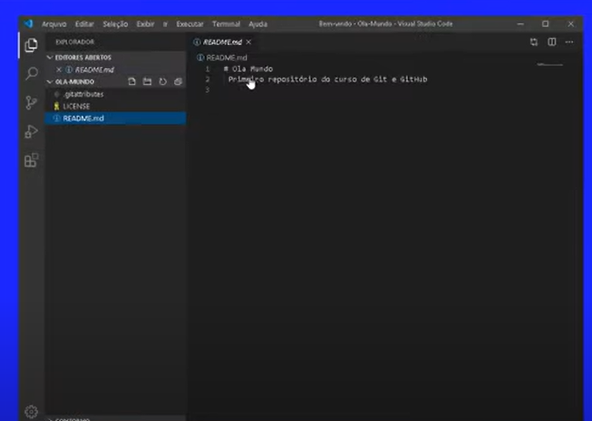 Arquivo Editar Seleção Exibir Ir Executar Terminal Ajuda
Bem-vindo - Ola-Mundo - Visual Studio Code
EXPLORADOR
EDITORES ABERTOS
README.md
OLA-MUNDO
.gitattributes
LICENSE
README.md
README.md
README.md
1 # Ola Mundo
2 Primeiro repositório do curso de Git e GitHub
3